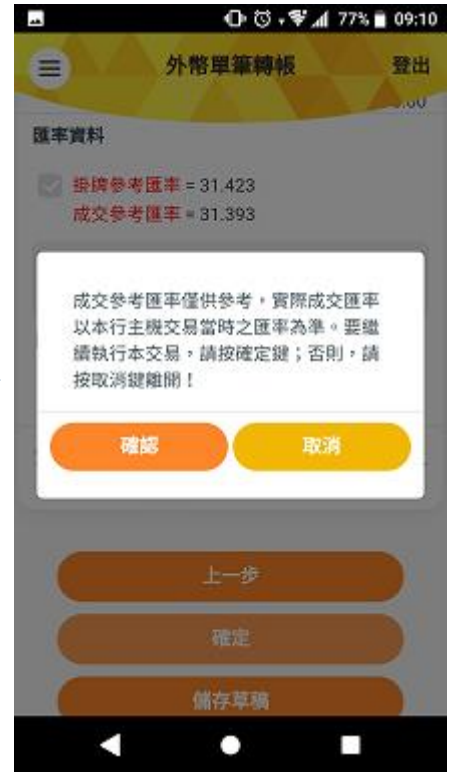 77% 09:10
外幣單筆轉帳 登出
匯率資料
掛牌參考匯率 = 31.423
成交參考匯率 = 31.393
成交參考匯率僅供參考，實際成交匯率
以本行主機交易當時之匯率為準。要繼
續執行本交易，請按確定鍵；否則，請
按取消鍵離開！
確認 取消
上一步
確定
儲存草稿